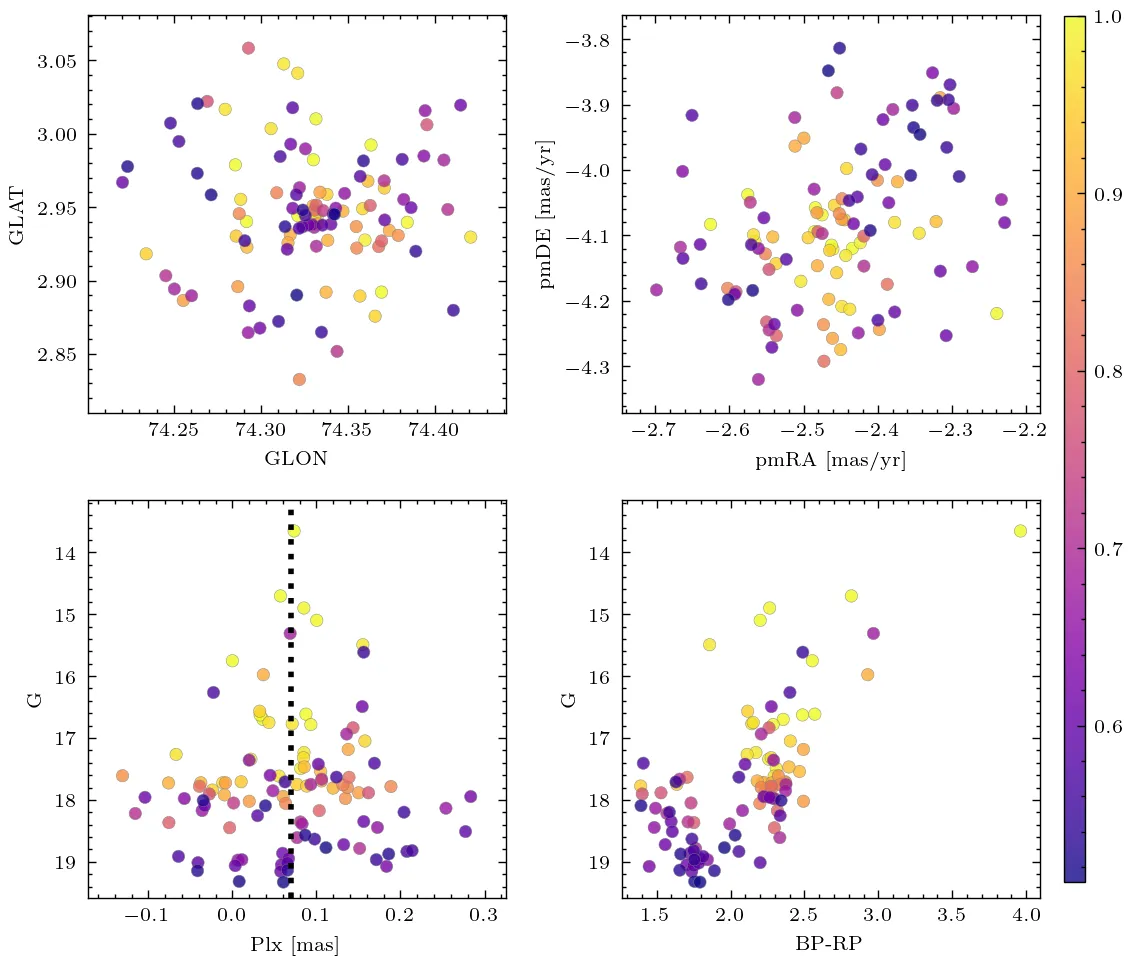 3.05
3.00
2.95
2.90
2.85
GLAT
74.25 74.30 74.35 74.40
GLON
−3.8
−3.9
−4.0
−4.1
−4.2
−4.3
pmDE [mas/yr]
−2.7 −2.6 −2.5 −2.4 −2.3 −2.2
pmRA [mas/yr]
14
15
16
17
18
19
G
−0.1 0.0 0.1 0.2 0.3
Plx [mas]
14
15
16
17
18
19
G
1.5 2.0 2.5 3.0 3.5 4.0
BP-RP
1.0
0.9
0.8
0.7
0.6